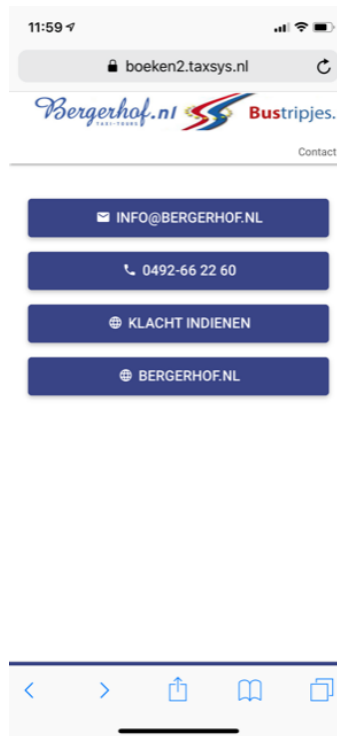 11:59
boeken2.taxsys.nl
Bergerhof.nl Bustripjes.
TAXI-TOURS
Contact
INFO@BERGERHOF.NL
0492-66 22 60
KLACHT INDIENEN
BERGERHOF.NL